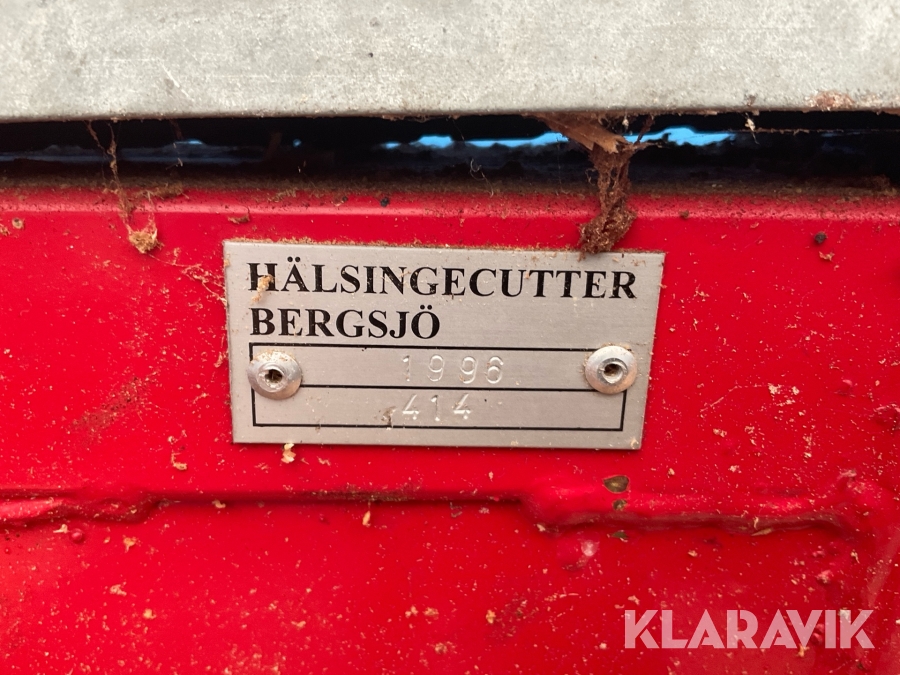 HÄLSINGECUTTER
BERGSJÖ
1996
414
KLARAVIK